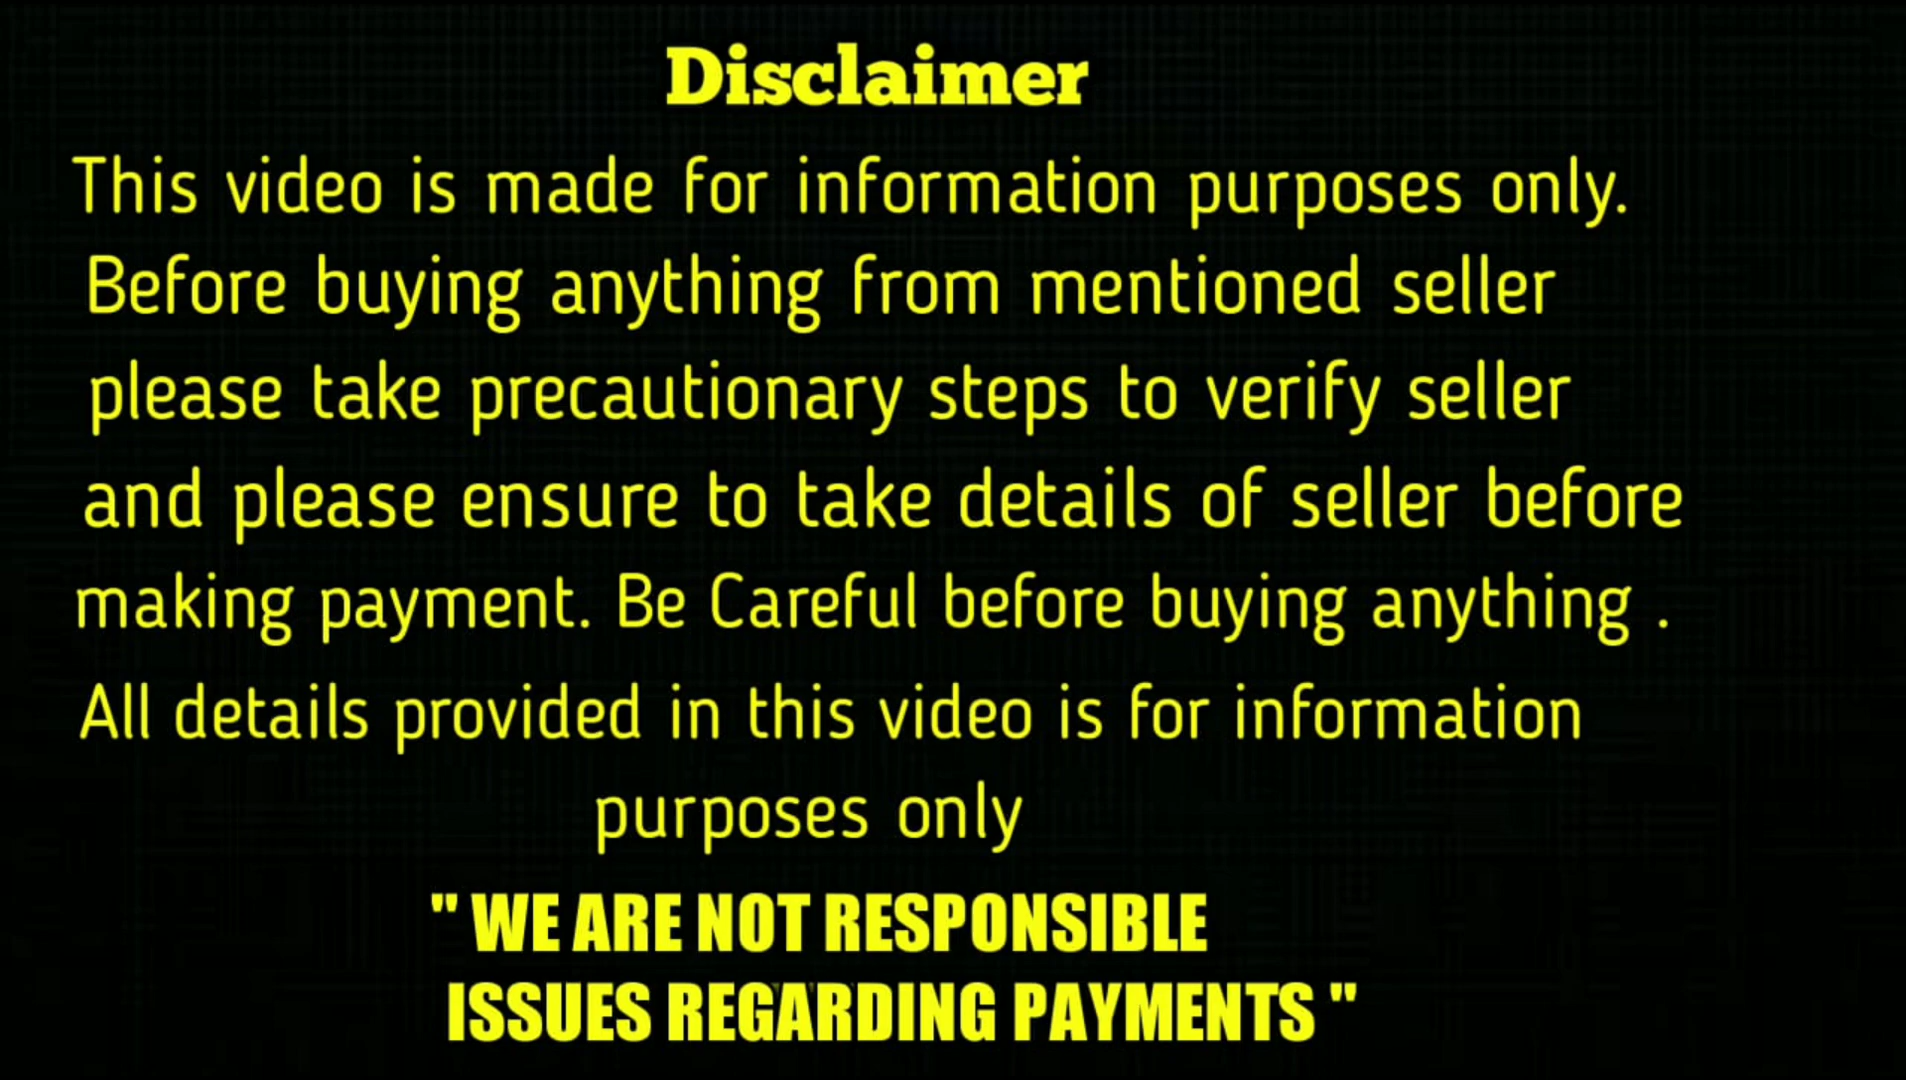 Disclaimer
This video is made for information purposes only.
Before buying anything from mentioned seller
please take precautionary steps to verify seller
and please ensure to take details of seller before
making payment. Be Careful before buying anything .
All details provided in this video is for information
purposes only
" WE ARE NOT RESPONSIBLE
ISSUES REGARDING PAYMENTS "